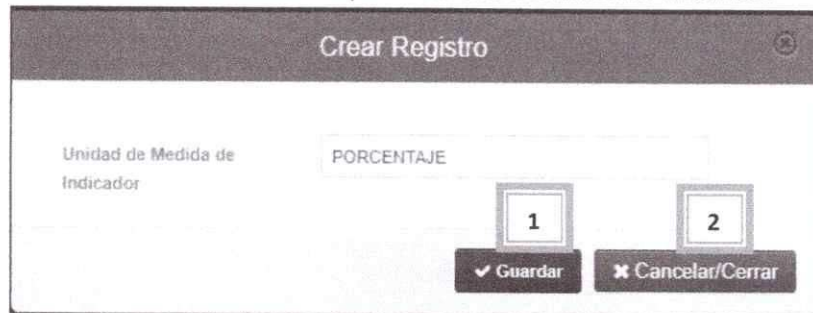 Crear Registro
Unidad de Medida de
Indicador
PORCENTAJE
1
2
Guardar
Cancelar/Cerrar